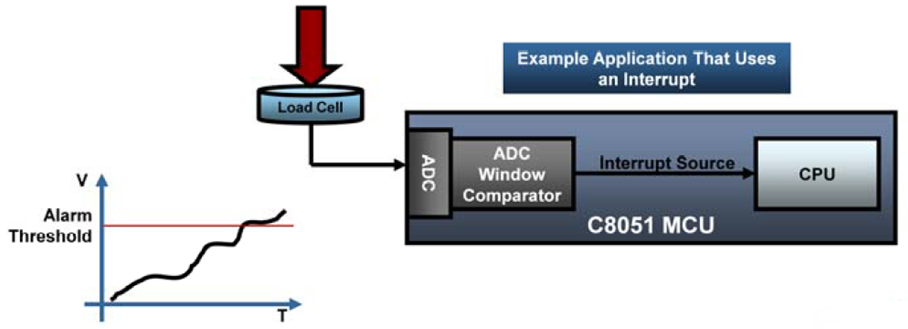 Example Application That Uses
an Interrupt
Load Cell
ADC
ADC
Window
Comparator
Interrupt Source
CPU
C8051 MCU
V
Alarm
Threshold
T